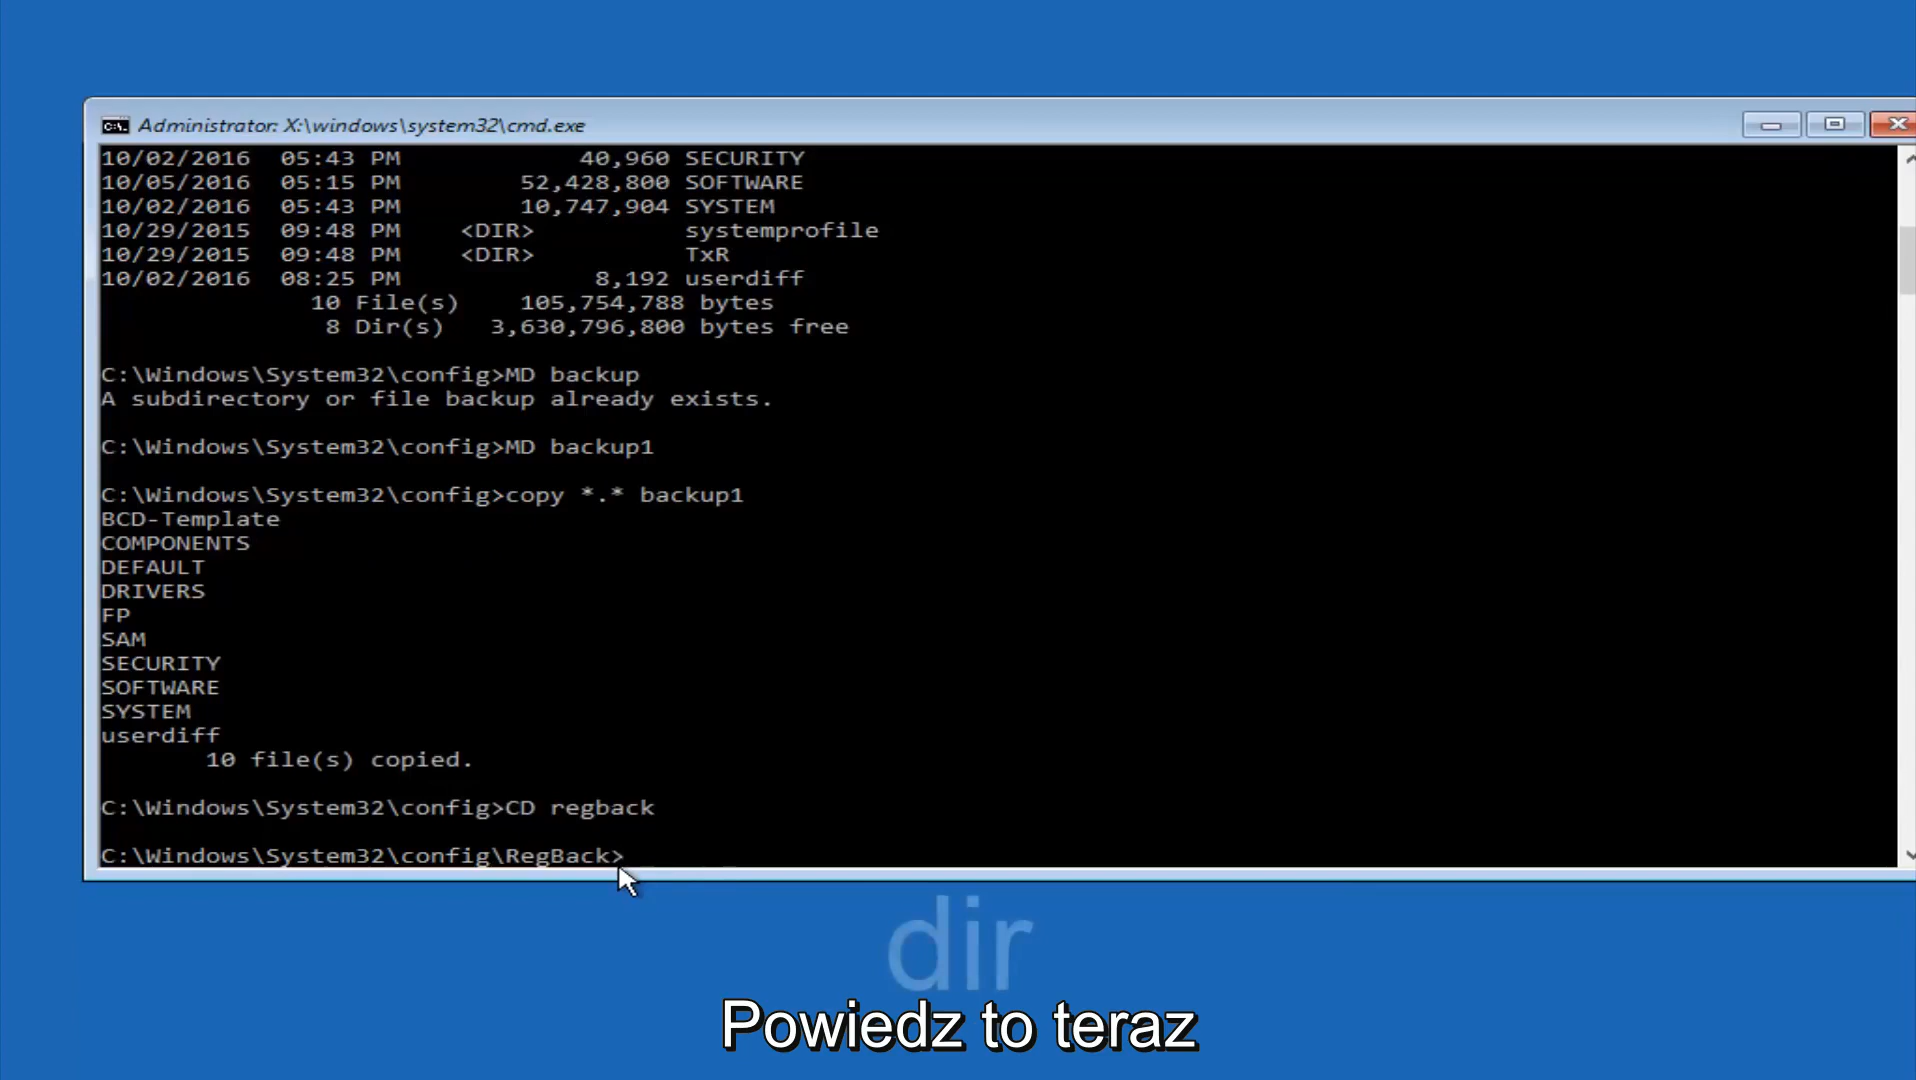 Administrator: X:\windows\system32\cmd.exe
10/02/2016  05:43 PM            40,960 SECURITY
10/05/2016  05:15 PM        52,428,800 SOFTWARE
10/02/2016  05:43 PM        10,747,904 SYSTEM
10/29/2015  09:48 PM    <DIR>          systemprofile
10/29/2015  09:48 PM    <DIR>          TxR
10/02/2016  08:25 PM             8,192 userdiff
              10 File(s)    105,754,788 bytes
               8 Dir(s)   3,630,796,800 bytes free
C:\Windows\System32\config>MD backup
A subdirectory or file backup already exists.
C:\Windows\System32\config>MD backup1
C:\Windows\System32\config>copy *.* backup1
BCD-Template
COMPONENTS
DEFAULT
DRIVERS
FP
SAM
SECURITY
SOFTWARE
SYSTEM
userdiff
       10 file(s) copied.
C:\Windows\System32\config>CD regback
C:\Windows\System32\config\RegBack>
dir
Powiedz to teraz